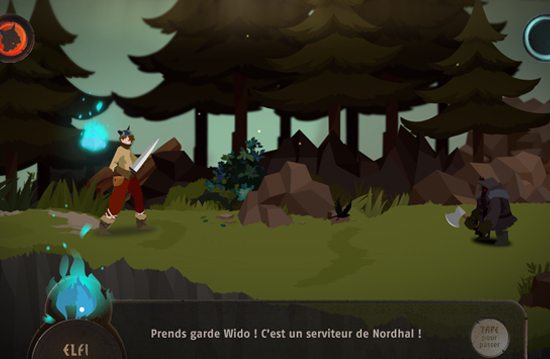 Prends garde Wido ! C'est un serviteur de Nordhal !
TAPE
pour
passer
ELFI